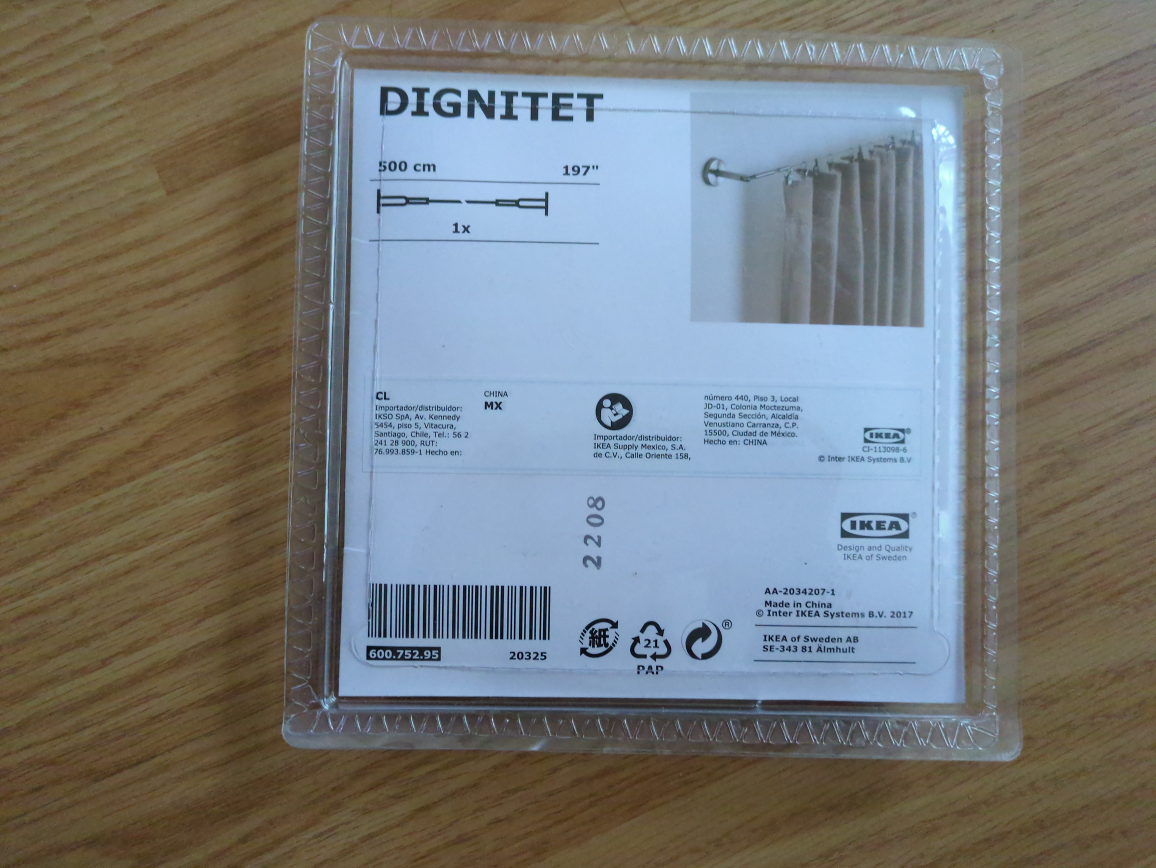 DIGNITET
500 cm 197"
1x
CL
Importador/distribuidor:
IKSO SpA, Av. Kennedy
5454, piso 5, Vitacura,
Santiago, Chile, Tel.: 56 2
241 28 900, RUT:
76.993.859-1 Hecho en:
CHINA
MX
Importador/distribuidor:
IKEA Supply Mexico, S.A.
de C.V., Calle Oriente 158,
número 440, Piso 3, Local
JD-01, Colonia Moctezuma,
Segunda Sección, Alcaldía
Venustiano Carranza, C.P.
15500, Ciudad de México.
Hecho en: CHINA
IKEA®
CI-113098-6
© Inter IKEA Systems B.V
2208
IKEA®
Design and Quality
IKEA of Sweden
600.752.95 20325
紙
21
PAP
®
AA-2034207-1
Made in China
© Inter IKEA Systems B.V. 2017
IKEA of Sweden AB
SE-343 81 Älmhult